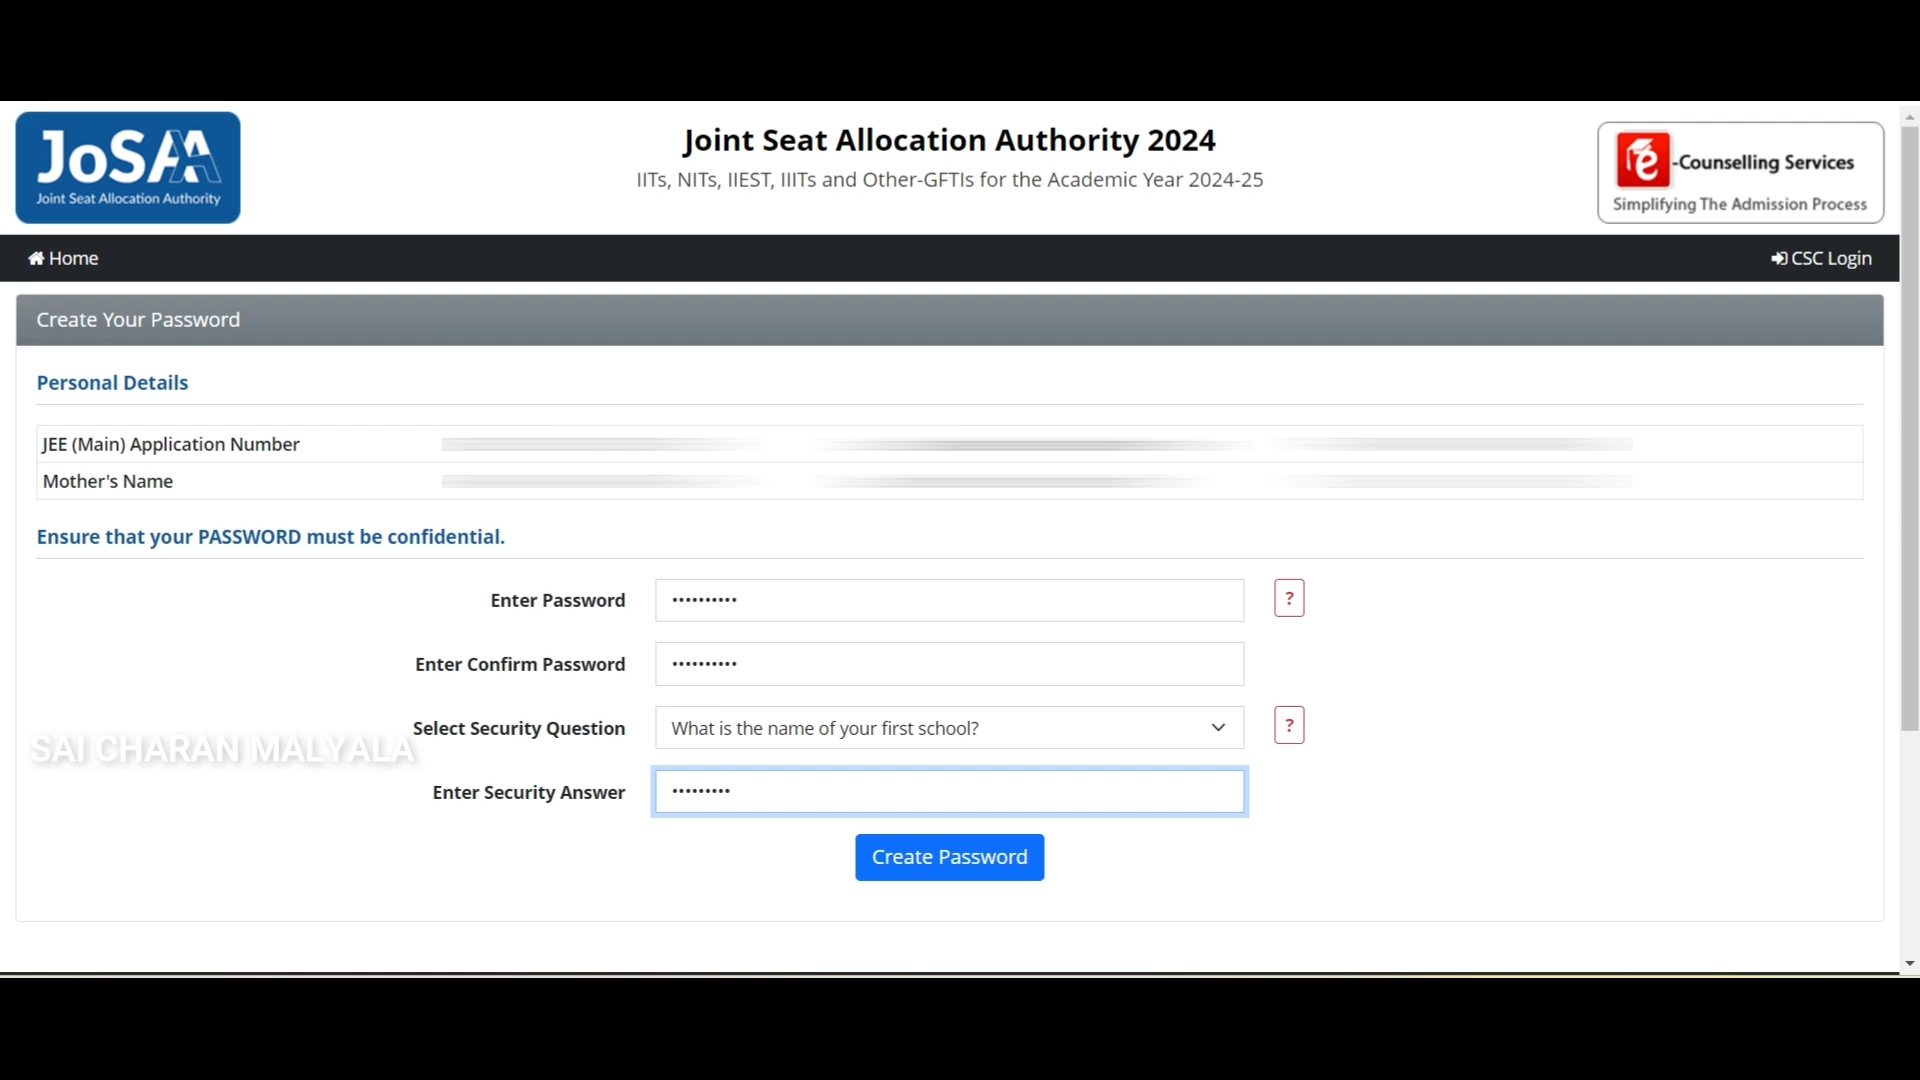 JoSAA
Joint Seat Allocation Authority
Joint Seat Allocation Authority 2024
IITs, NITs, IIEST, IIITs and Other-GFTIs for the Academic Year 2024-25
e-Counselling Services
Simplifying The Admission Process
Home
CSC Login
Create Your Password
Personal Details
JEE (Main) Application Number
Mother's Name
Ensure that your PASSWORD must be confidential.
Enter Password •••••••••• ?
Enter Confirm Password ••••••••••
Select Security Question What is the name of your first school? ?
SAI CHARAN MALYALA
Enter Security Answer •••••••••
Create Password